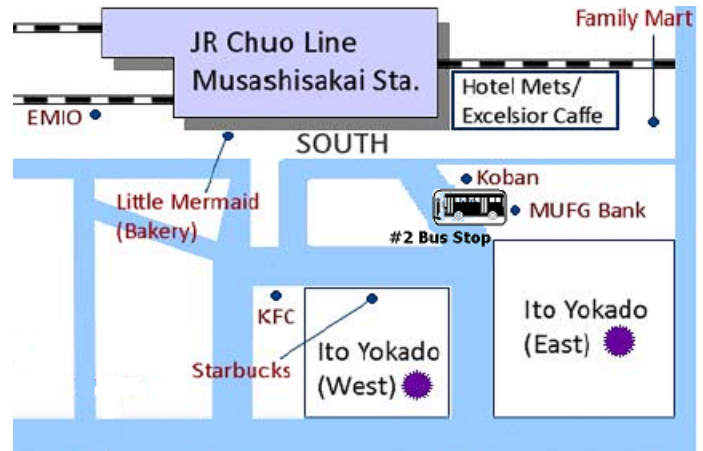 Family Mart
JR Chuo Line
Musashisakai Sta.
Hotel Mets/
Excelsior Caffe
EMIO
SOUTH
Koban
Little Mermaid
(Bakery)
MUFG Bank
#2 Bus Stop
KFC
Ito Yokado
(East)
Starbucks
Ito Yokado
(West)